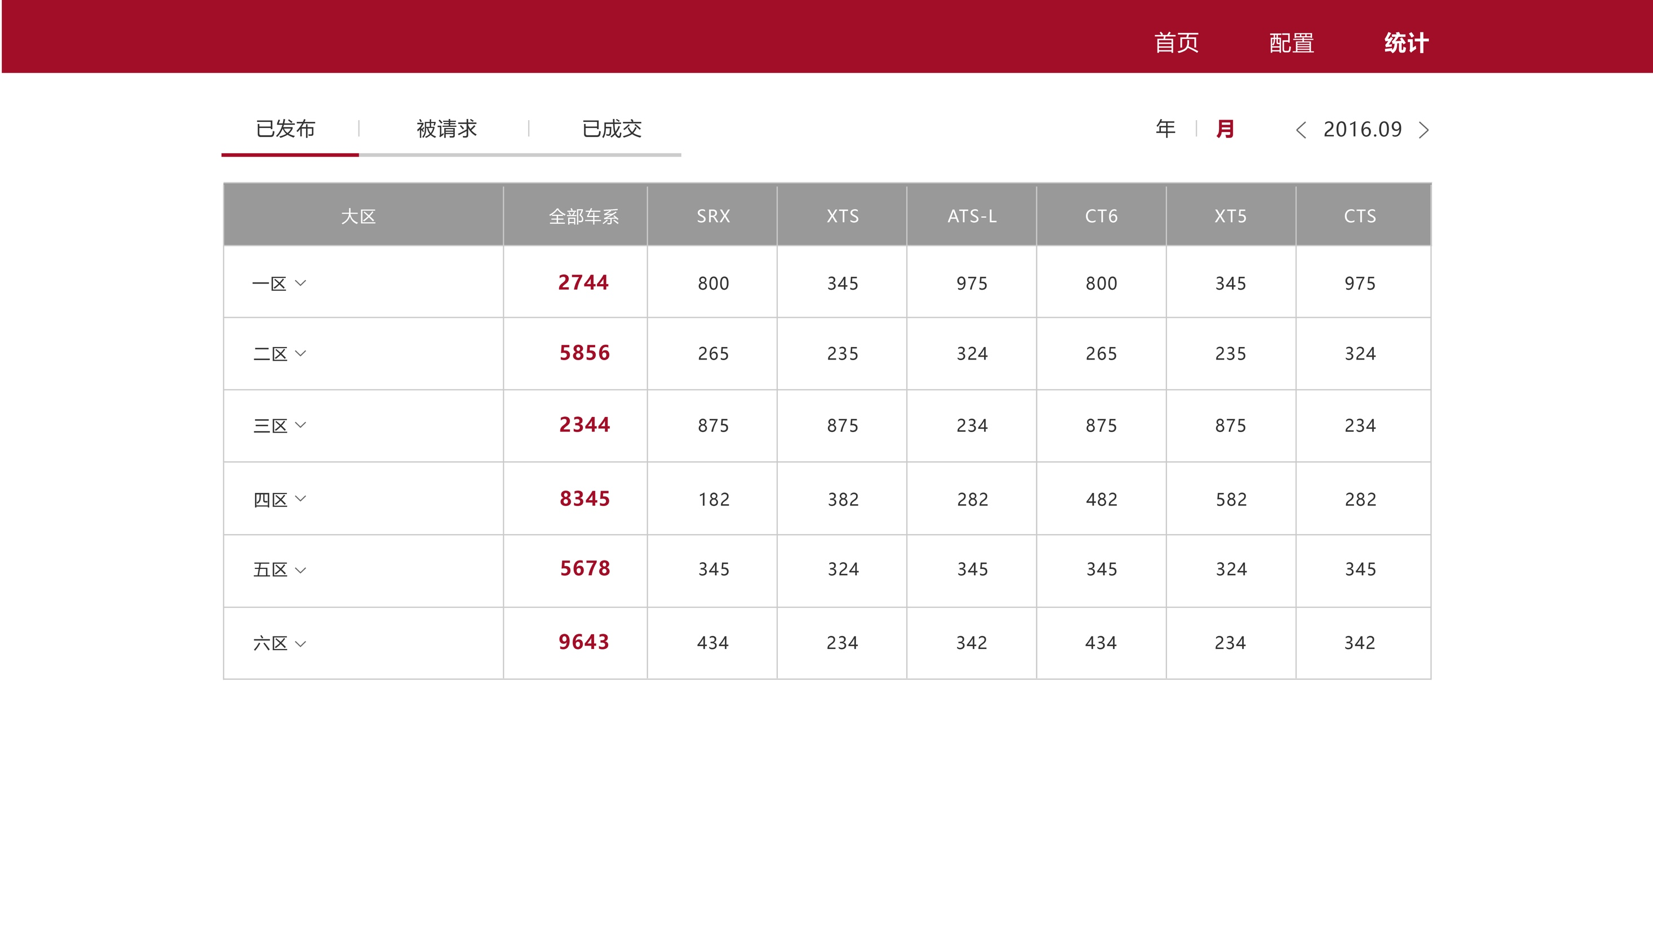 首页 配置 统计
已发布 被请求 已成交 年 月 2016.09
大区 全部车系 SRX XTS ATS-L CT6 XT5 CTS
一区 2744 800 345 975 800 345 975
二区 5856 265 235 324 265 235 324
三区 2344 875 875 234 875 875 234
四区 8345 182 382 282 482 582 282
五区 5678 345 324 345 345 324 345
六区 9643 434 234 342 434 234 342